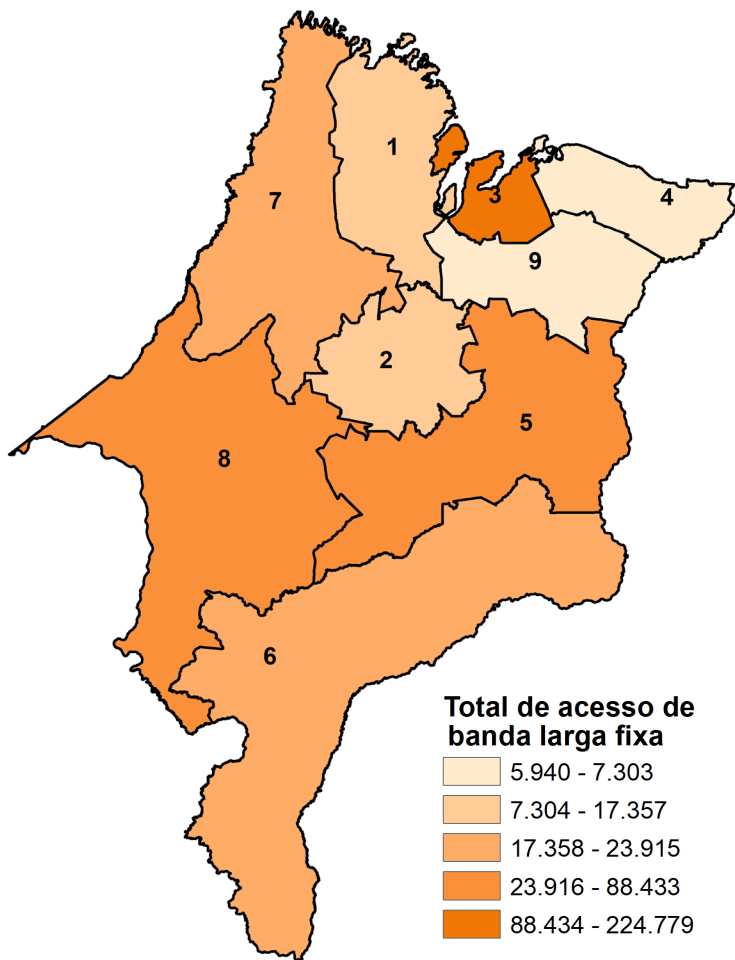 1
3
4
7
9
2
5
8
6
Total de acesso de
banda larga fixa
5.940 - 7.303
7.304 - 17.357
17.358 - 23.915
23.916 - 88.433
88.434 - 224.779